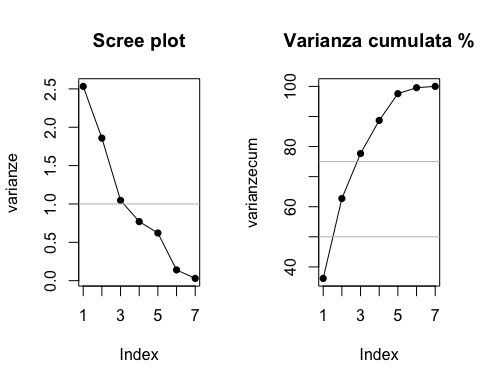 Scree plot
varianze
2.5
2.0
1.5
1.0
0.5
0.0
1 3 5 7
Index
Varianza cumulata %
varianzecum
100
80
60
40
1 3 5 7
Index